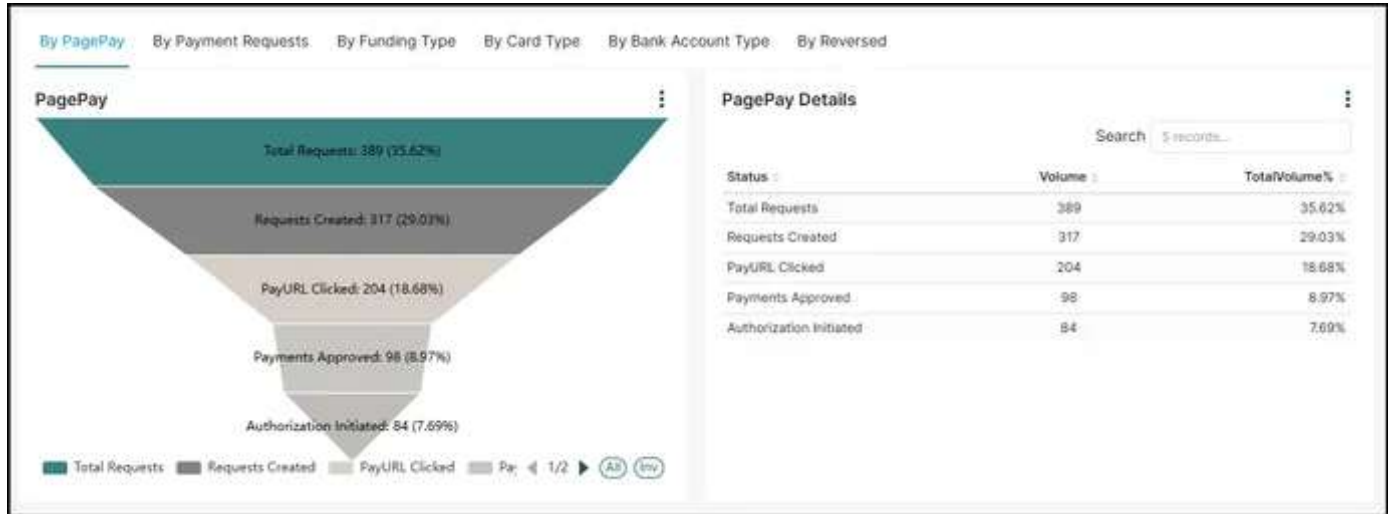 By PagePay By Payment Requests By Funding Type By Card Type By Bank Account Type By Reversed
PagePay
Total Requests: 389 (35.62%)
Requests Created: 317 (29.03%)
PayURL Clicked: 204 (18.68%)
Payments Approved: 98 (8.97%)
Authorization Initiated: 84 (7.69%)
Total Requests Requests Created PayURL Clicked Pa 1/2 All Inv
PagePay Details
Search 5 records...
Status Volume TotalVolume%
Total Requests 389 35.62%
Requests Created 317 29.03%
PayURL Clicked 204 18.68%
Payments Approved 98 8.97%
Authorization Initiated 84 7.69%